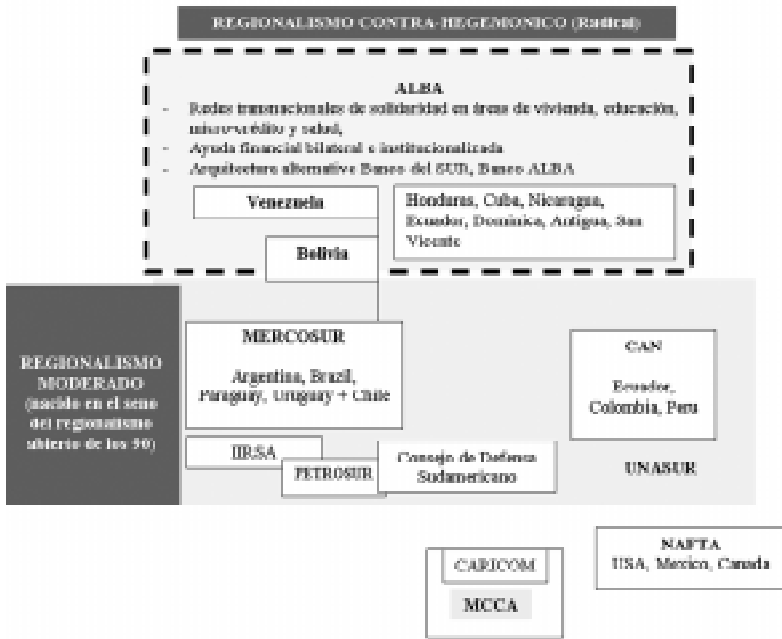 REGIONALISMO CONTRA-HEGEMONICO (Radical)
ALBA
- Redes transnacionales de solidaridad en áreas de vivienda, educación,
micro-crédito y salud,
- Ayuda financial bilateral e institucionalizada
- Arquitectura alternative Banco del SUR, Banco ALBA
Venezuela
Honduras, Cuba, Nicaragua,
Ecuador, Dominica, Antigua, San
Vicente
Bolivia
REGIONALISMO
MODERADO
(nacido en el seno
del regionalismo
abierto de los 90)
MERCOSUR
Argentina, Brazil,
Paraguay, Uruguay + Chile
CAN
Ecuador,
Colombia, Peru
IIRSA
PETROSUR
Consejo de Defensa
Sudamericano
UNASUR
NAFTA
USA, Mexico, Canada
CARICOM
MCCA